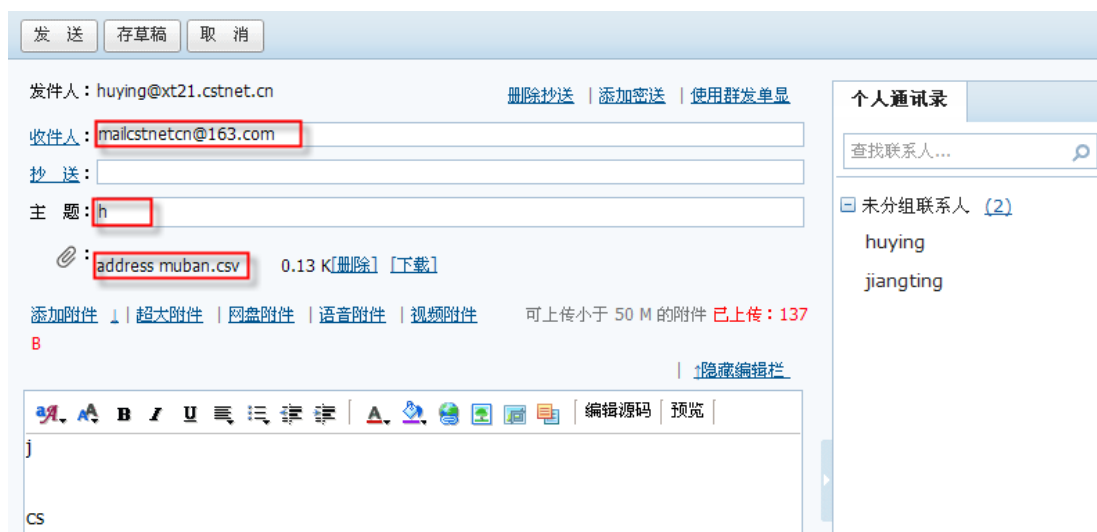 发 送 存草稿 取 消
发件人：huying@xt21.cstnet.cn 删除抄送 | 添加密送 | 使用群发单显
收件人：mailcstnetcn@163.com
抄 送：
主 题：h
：address muban.csv 0.13 K[删除] [下载]
添加附件 ↓ | 超大附件 | 网盘附件 | 语音附件 | 视频附件 可上传小于 50 M 的附件 已上传：137
B
| ↑隐藏编辑栏
B I U A 编辑源码 预览
j
cs
个人通讯录
查找联系人...
未分组联系人 (2)
huying
jiangting